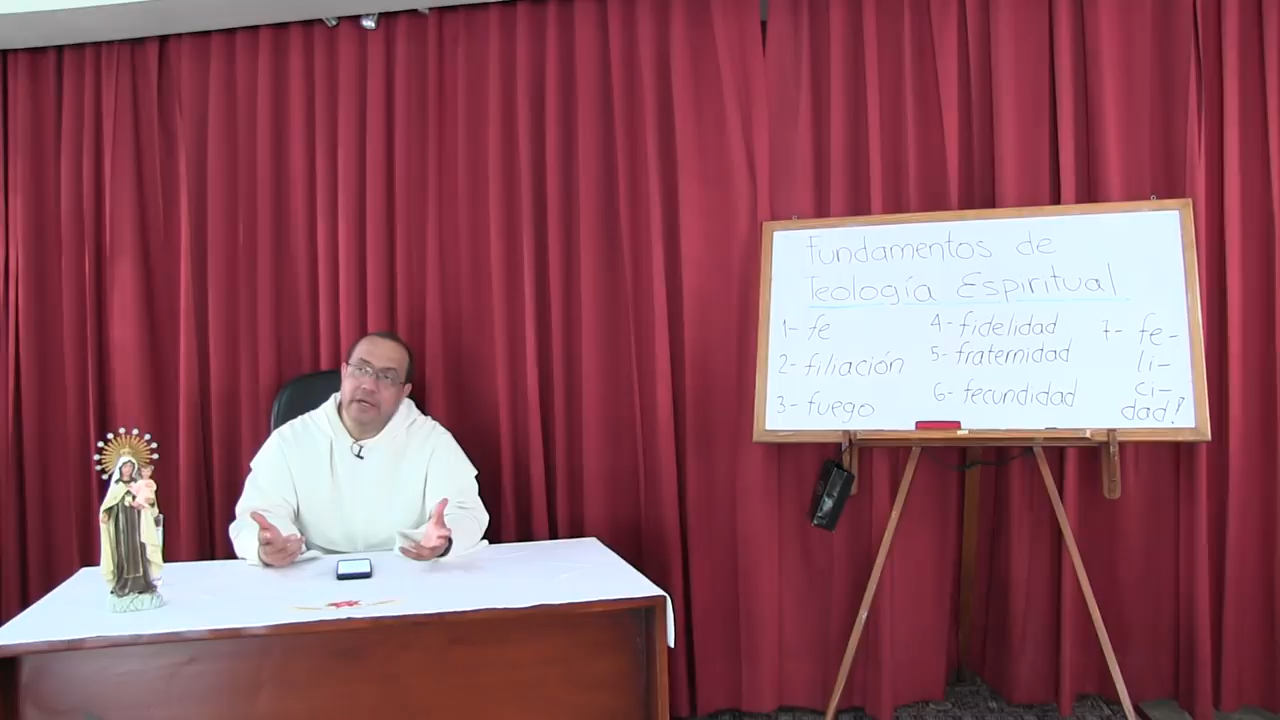 Fundamentos de
Teología Espiritual
1- fe
2- filiación
3- fuego
4- fidelidad
5- fraternidad
6- fecundidad
7- fe-
li-
ci-
dad!